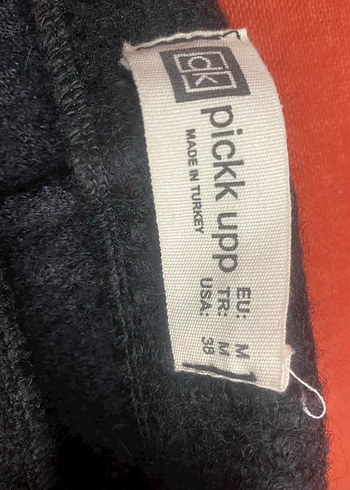 dk
pickk upp
MADE IN TURKEY
EU: M
TR: M
USA: 38